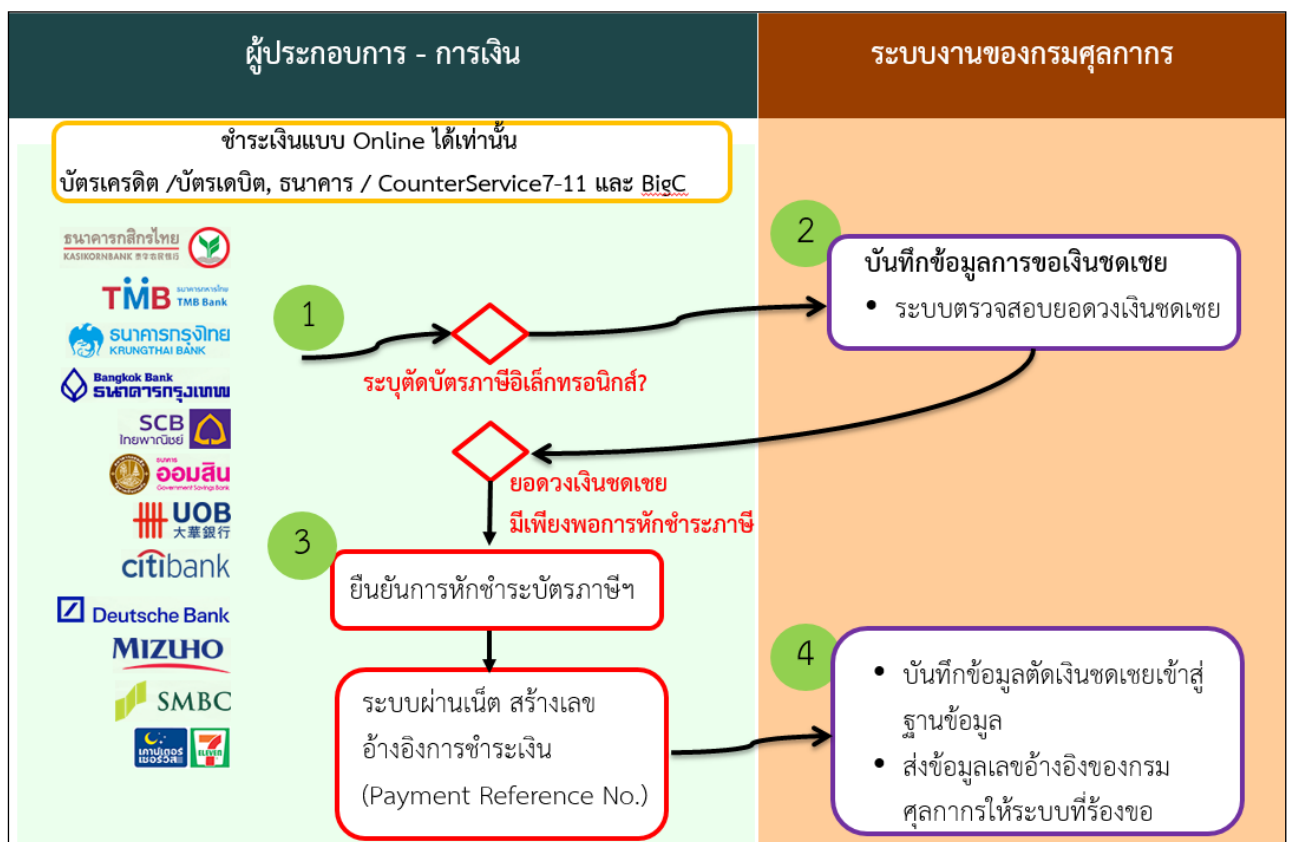 ผู้ประกอบการ - การเงิน
ระบบงานของกรมศุลกากร
ชำระเงินแบบ Online ได้เท่านั้น
บัตรเครดิต /บัตรเดบิต, ธนาคาร / CounterService7-11 และ BigC
ธนาคารกสิกรไทย
KASIKORNBANK
TMB TMB Bank
ธนาคารกรุงไทย
KRUNGTHAI BANK
Bangkok Bank
ธนาคารกรุงเทพ
SCB
ไทยพาณิชย์
ธนาคาร
ออมสิน
Government Savings Bank
UOB
大華銀行
citibank
Deutsche Bank
MIZUHO
SMBC
เคาน์เตอร์
เซอร์วิส
7
ELEVEN
1
ระบุตัดบัตรภาษีอิเล็กทรอนิกส์?
2
บันทึกข้อมูลการขอเงินชดเชย
• ระบบตรวจสอบยอดวงเงินชดเชย
ยอดวงเงินชดเชย
มีเพียงพอการหักชำระภาษี
3
ยืนยันการหักชำระบัตรภาษีฯ
ระบบผ่านเน็ต สร้างเลข
อ้างอิงการชำระเงิน
(Payment Reference No.)
4
• บันทึกข้อมูลตัดเงินชดเชยเข้าสู่
ฐานข้อมูล
• ส่งข้อมูลเลขอ้างอิงของกรม
ศุลกากรให้ระบบที่ร้องขอ